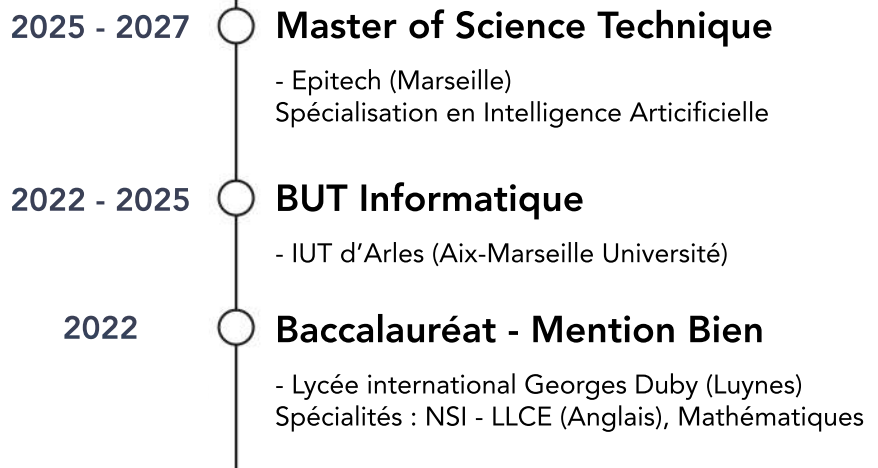 2025 - 2027 Master of Science Technique
- Epitech (Marseille)
Spécialisation en Intelligence Articificielle
2022 - 2025 BUT Informatique
- IUT d’Arles (Aix-Marseille Université)
2022 Baccalauréat - Mention Bien
- Lycée international Georges Duby (Luynes)
Spécialités : NSI - LLCE (Anglais), Mathématiques